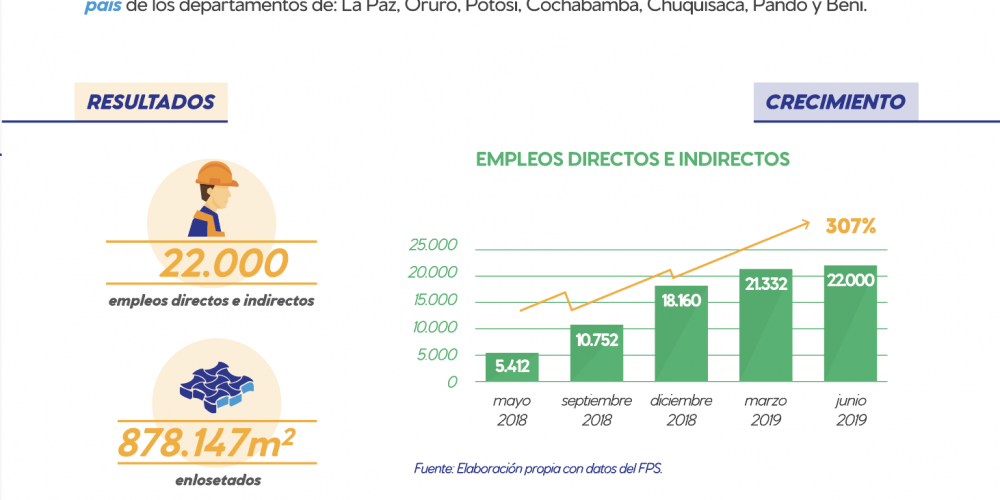 país de los departamentos de: La Paz, Oruro, Potosí, Cochabamba, Chuquisaca, Pando y Beni.
RESULTADOS
CRECIMIENTO
22.000
empleos directos e indirectos
878.147m²
enlosetados
EMPLEOS DIRECTOS E INDIRECTOS
307%
25.000
20.000
15.000
10.000
5.000
0
5.412
10.752
18.160
21.332
22.000
mayo 2018
septiembre 2018
diciembre 2018
marzo 2019
junio 2019
Fuente: Elaboración propia con datos del FPS.